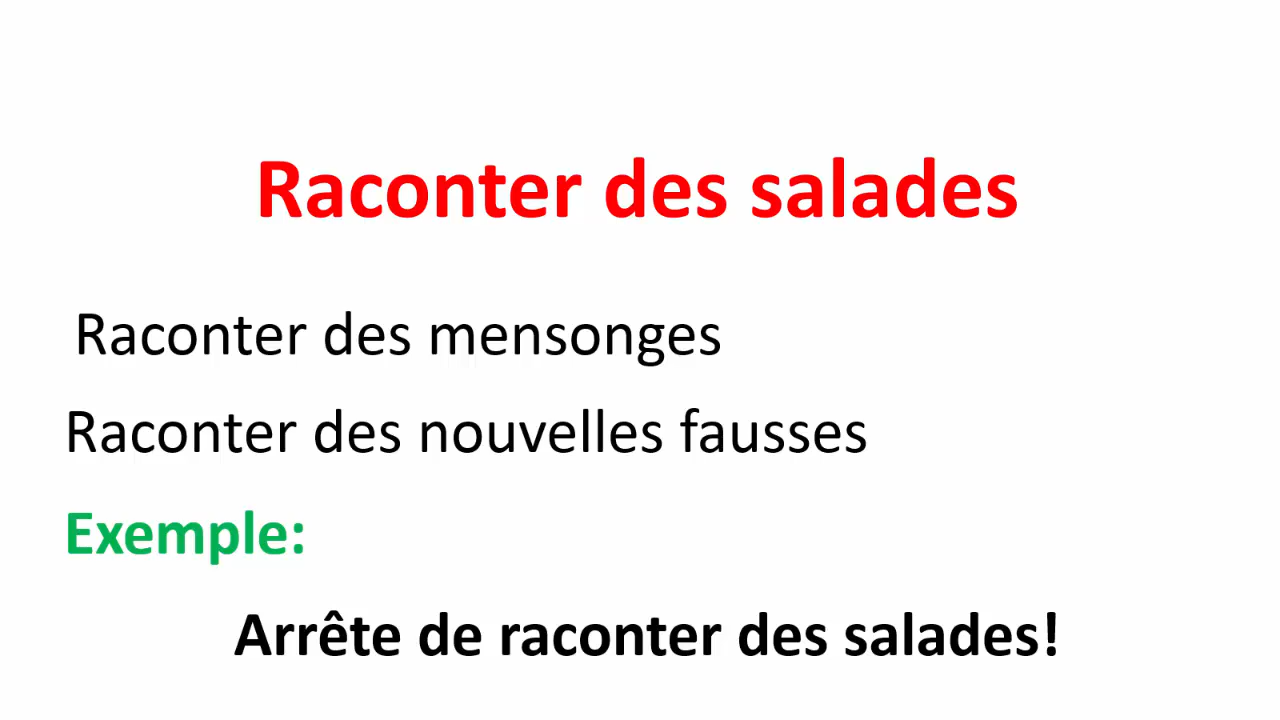 Raconter des salades
Raconter des mensonges
Raconter des nouvelles fausses
Exemple:
Arrête de raconter des salades!